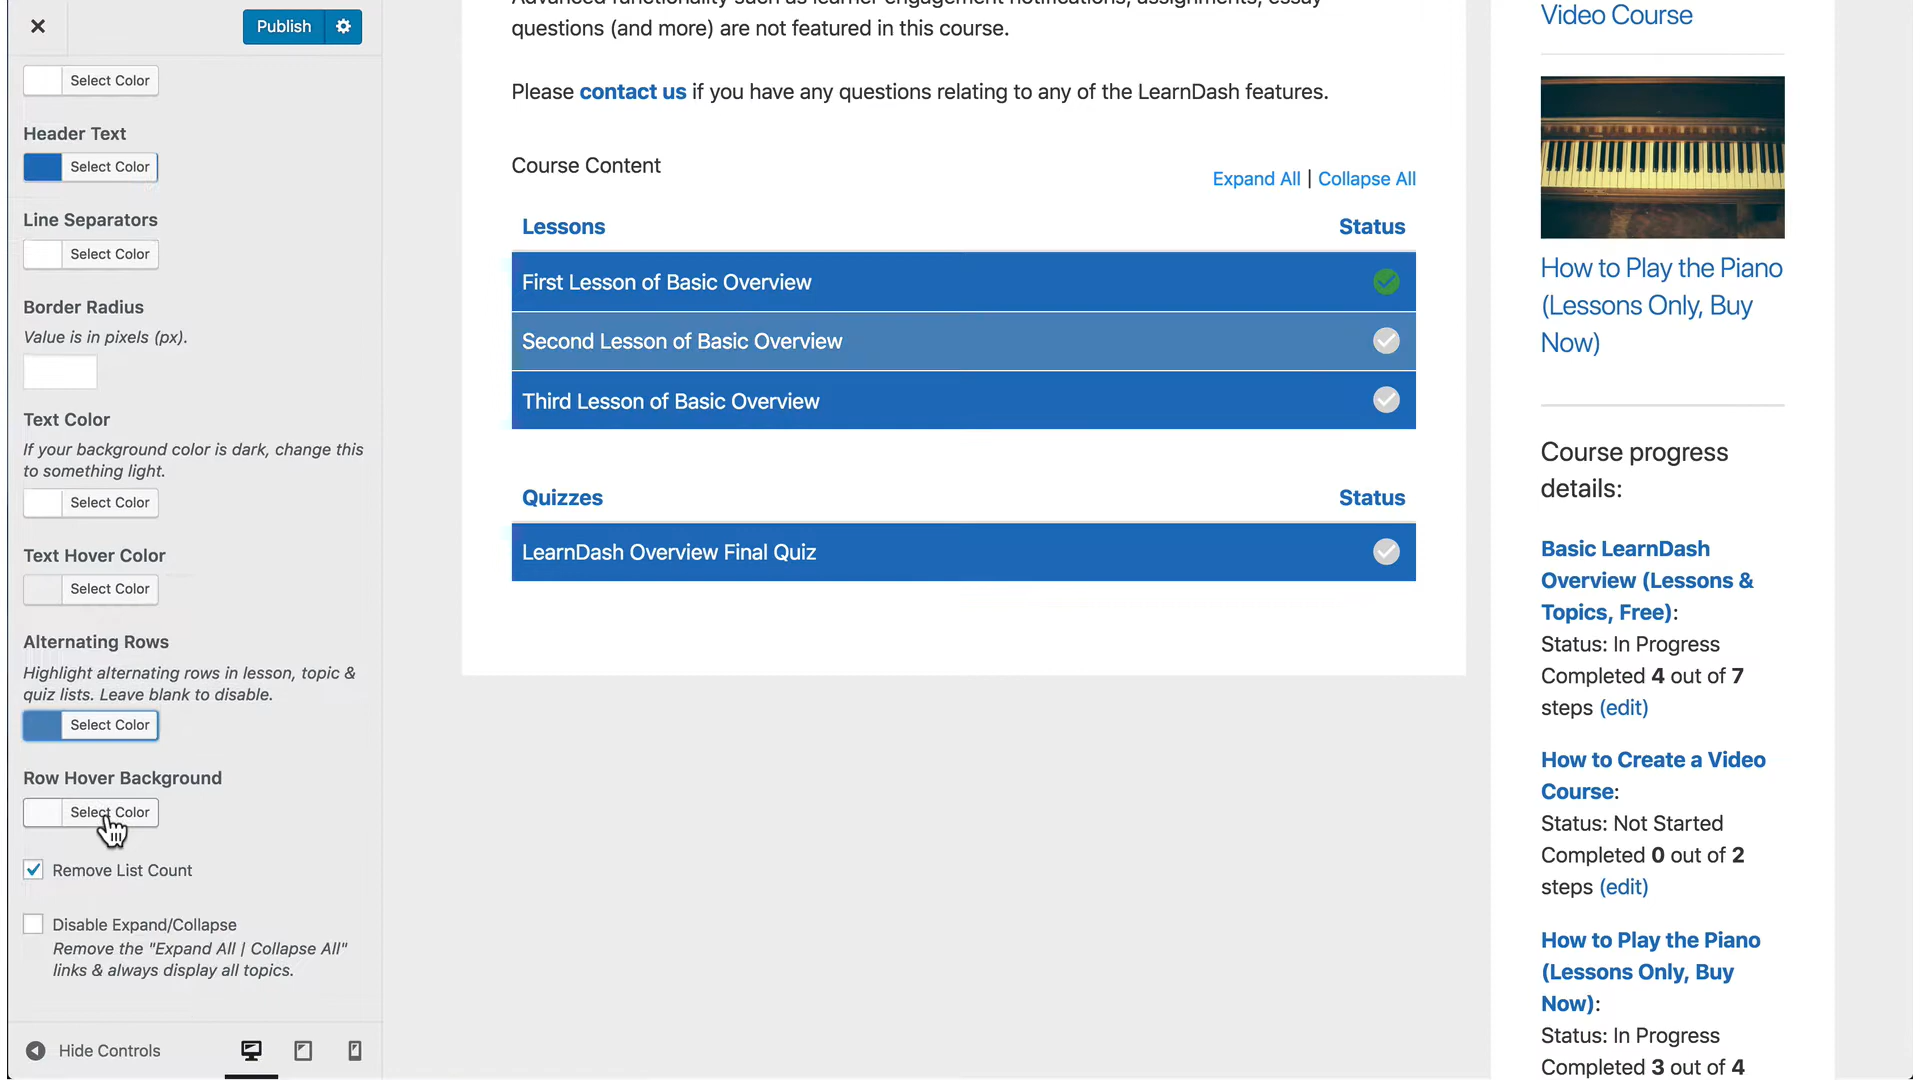 Publish
Select Color
Header Text
Select Color
Line Separators
Select Color
Border Radius
Value is in pixels (px).
Text Color
If your background color is dark, change this
to something light.
Select Color
Text Hover Color
Select Color
Alternating Rows
Highlight alternating rows in lesson, topic &
quiz lists. Leave blank to disable.
Select Color
Row Hover Background
Select Color
Remove List Count
Disable Expand/Collapse
Remove the "Expand All | Collapse All"
links & always display all topics.
Hide Controls
Advanced functionality such as learner engagement notifications, assignments, essay
questions (and more) are not featured in this course.
Please contact us if you have any questions relating to any of the LearnDash features.
Course Content
Expand All | Collapse All
Lessons Status
First Lesson of Basic Overview
Second Lesson of Basic Overview
Third Lesson of Basic Overview
Quizzes Status
LearnDash Overview Final Quiz
Video Course
How to Play the Piano
(Lessons Only, Buy
Now)
Course progress
details:
Basic LearnDash
Overview (Lessons &
Topics, Free):
Status: In Progress
Completed 4 out of 7
steps (edit)
How to Create a Video
Course:
Status: Not Started
Completed 0 out of 2
steps (edit)
How to Play the Piano
(Lessons Only, Buy
Now):
Status: In Progress
Completed 3 out of 4